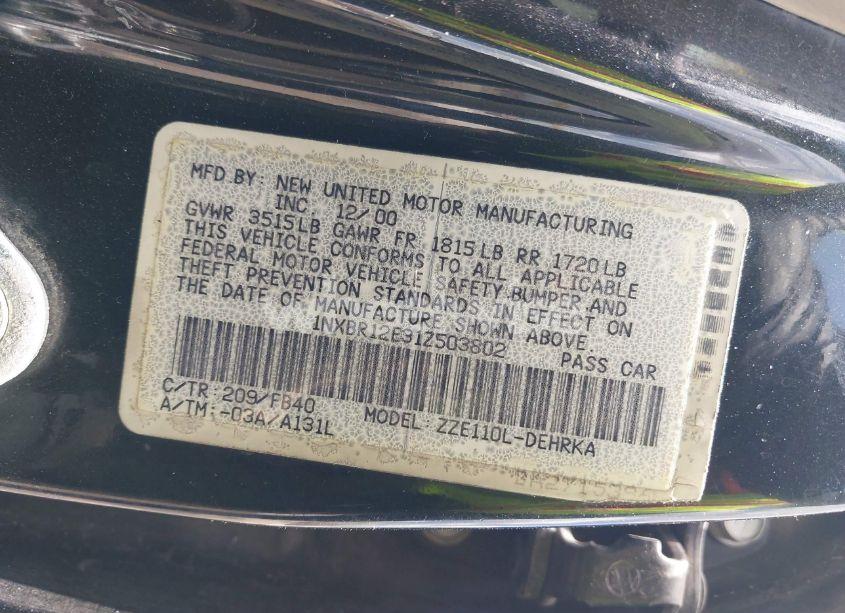 MFD BY: NEW UNITED MOTOR MANUFACTURING
INC 12/00
GVWR 3515LB GAWR FR 1815LB RR 1720LB
THIS VEHICLE CONFORMS TO ALL APPLICABLE
FEDERAL MOTOR VEHICLE SAFETY,BUMPER,AND
THEFT PREVENTION STANDARDS IN EFFECT ON
THE DATE OF MANUFACTURE SHOWN ABOVE.
1NXBR12E31Z503802 PASS CAR
C/TR: 209/FB40
A/TM:-03A/A131L MODEL: ZZE110L-DEHRKA